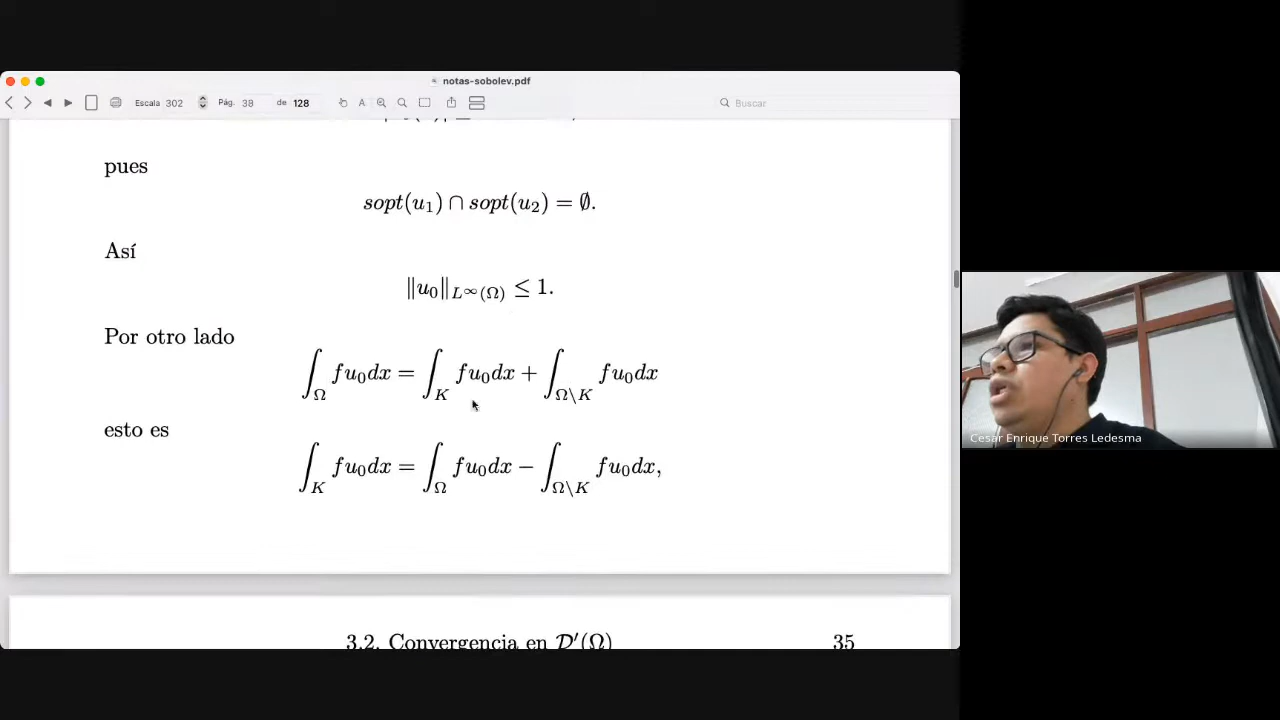 notas-sobolev.pdf
Escala 302 Pág. 38 de 128 A Buscar
pues
sopt(u₁) ∩ sopt(u₂) = ∅.
Así
‖u₀‖_{L^∞(Ω)} ≤ 1.
Por otro lado
∫_Ω fu₀dx = ∫_K fu₀dx + ∫_{Ω\K} fu₀dx
esto es
∫_K fu₀dx = ∫_Ω fu₀dx − ∫_{Ω\K} fu₀dx,
3.2. Convergencia en 𝒟′(Ω) 35
Cesar Enrique Torres Ledesma